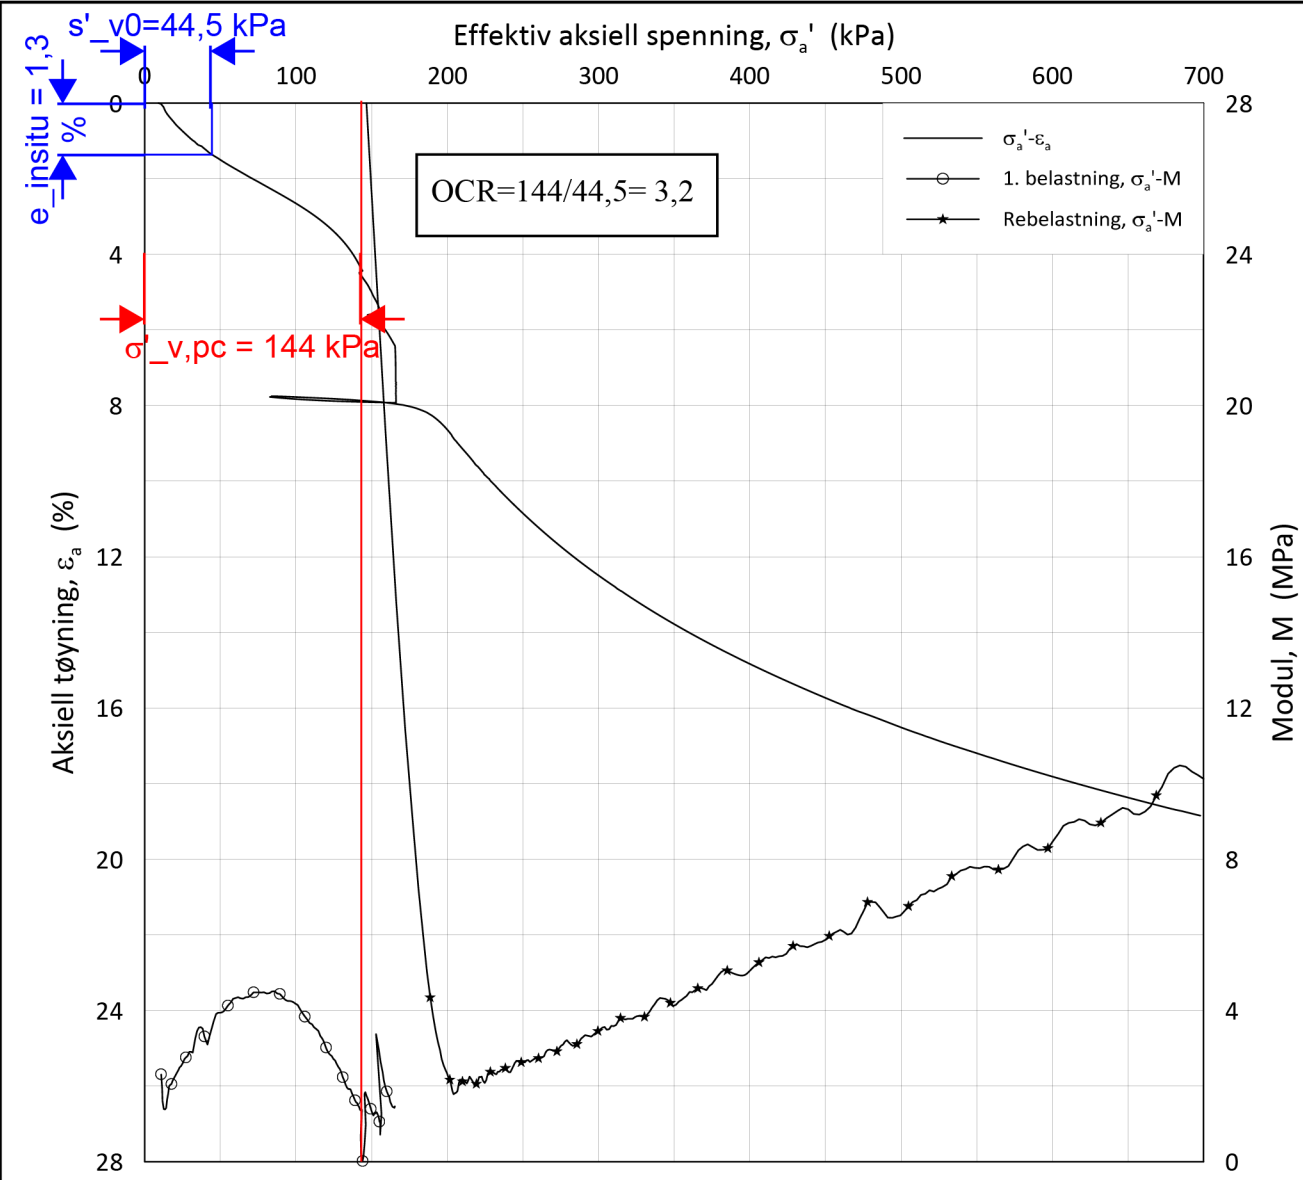 s'_v0=44,5 kPa
e_insitu = 1,3
%
Effektiv aksiell spenning, σa' (kPa)
0 100 200 300 400 500 600 700
0 4 8 12 16 20 24 28
Aksiell tøyning, εa (%)
28 24 20 16 12 8 4 0
Modul, M (MPa)
σa'-εa
1. belastning, σa'-M
Rebelastning, σa'-M
OCR=144/44,5= 3,2
σ'_v,pc = 144 kPa